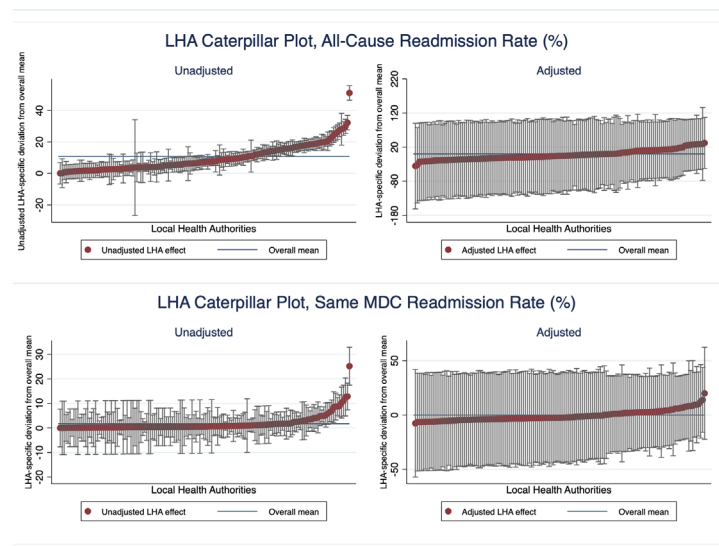 LHA Caterpillar Plot, All-Cause Readmission Rate (%)
Unadjusted
Unadjusted LHA-specific deviation from overall mean
40
20
0
-20
Local Health Authorities
Unadjusted LHA effect
Overall mean
Adjusted
LHA-specific deviation from overall mean
220
120
-180
Local Health Authorities
Adjusted LHA effect
Overall mean
LHA Caterpillar Plot, Same MDC Readmission Rate (%)
Unadjusted
LHA-specific deviation from overall mean
30
20
10
0
-10
-20
Local Health Authorities
Unadjusted LHA effect
Overall mean
Adjusted
LHA-specific deviation from overall mean
50
0
-50
Local Health Authorities
Adjusted LHA effect
Overall mean